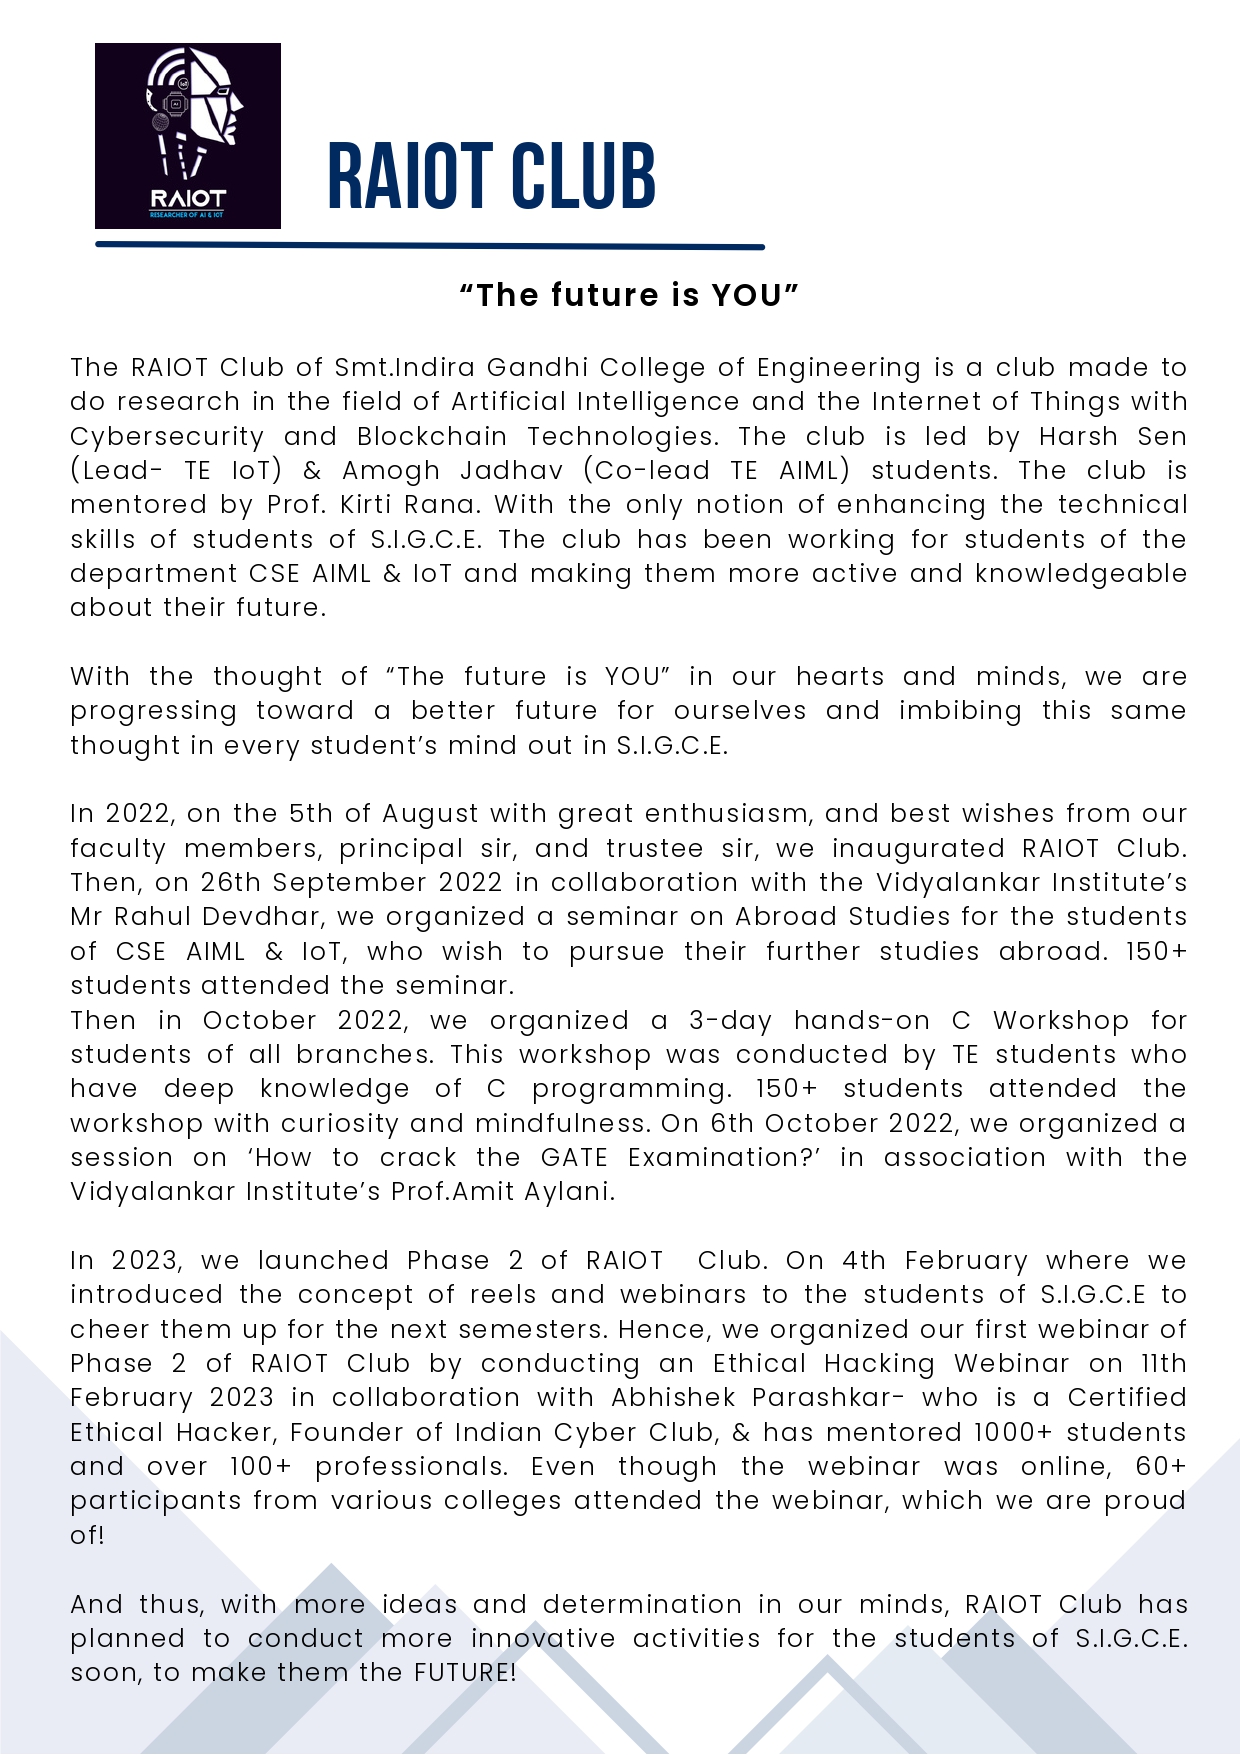 RAIOT
RESEARCHER OF AI & IOT
RAIOT CLUB
“The future is YOU”
The RAIOT Club of Smt.Indira Gandhi College of Engineering is a club made to
do research in the field of Artificial Intelligence and the Internet of Things with
Cybersecurity and Blockchain Technologies. The club is led by Harsh Sen
(Lead- TE IoT) & Amogh Jadhav (Co-lead TE AIML) students. The club is
mentored by Prof. Kirti Rana. With the only notion of enhancing the technical
skills of students of S.I.G.C.E. The club has been working for students of the
department CSE AIML & IoT and making them more active and knowledgeable
about their future.
With the thought of “The future is YOU” in our hearts and minds, we are
progressing toward a better future for ourselves and imbibing this same
thought in every student’s mind out in S.I.G.C.E.
In 2022, on the 5th of August with great enthusiasm, and best wishes from our
faculty members, principal sir, and trustee sir, we inaugurated RAIOT Club.
Then, on 26th September 2022 in collaboration with the Vidyalankar Institute’s
Mr Rahul Devdhar, we organized a seminar on Abroad Studies for the students
of CSE AIML & IoT, who wish to pursue their further studies abroad. 150+
students attended the seminar.
Then in October 2022, we organized a 3-day hands-on C Workshop for
students of all branches. This workshop was conducted by TE students who
have deep knowledge of C programming. 150+ students attended the
workshop with curiosity and mindfulness. On 6th October 2022, we organized a
session on ‘How to crack the GATE Examination?’ in association with the
Vidyalankar Institute’s Prof.Amit Aylani.
In 2023, we launched Phase 2 of RAIOT Club. On 4th February where we
introduced the concept of reels and webinars to the students of S.I.G.C.E to
cheer them up for the next semesters. Hence, we organized our first webinar of
Phase 2 of RAIOT Club by conducting an Ethical Hacking Webinar on 11th
February 2023 in collaboration with Abhishek Parashkar- who is a Certified
Ethical Hacker, Founder of Indian Cyber Club, & has mentored 1000+ students
and over 100+ professionals. Even though the webinar was online, 60+
participants from various colleges attended the webinar, which we are proud
of!
And thus, with more ideas and determination in our minds, RAIOT Club has
planned to conduct more innovative activities for the students of S.I.G.C.E.
soon, to make them the FUTURE!